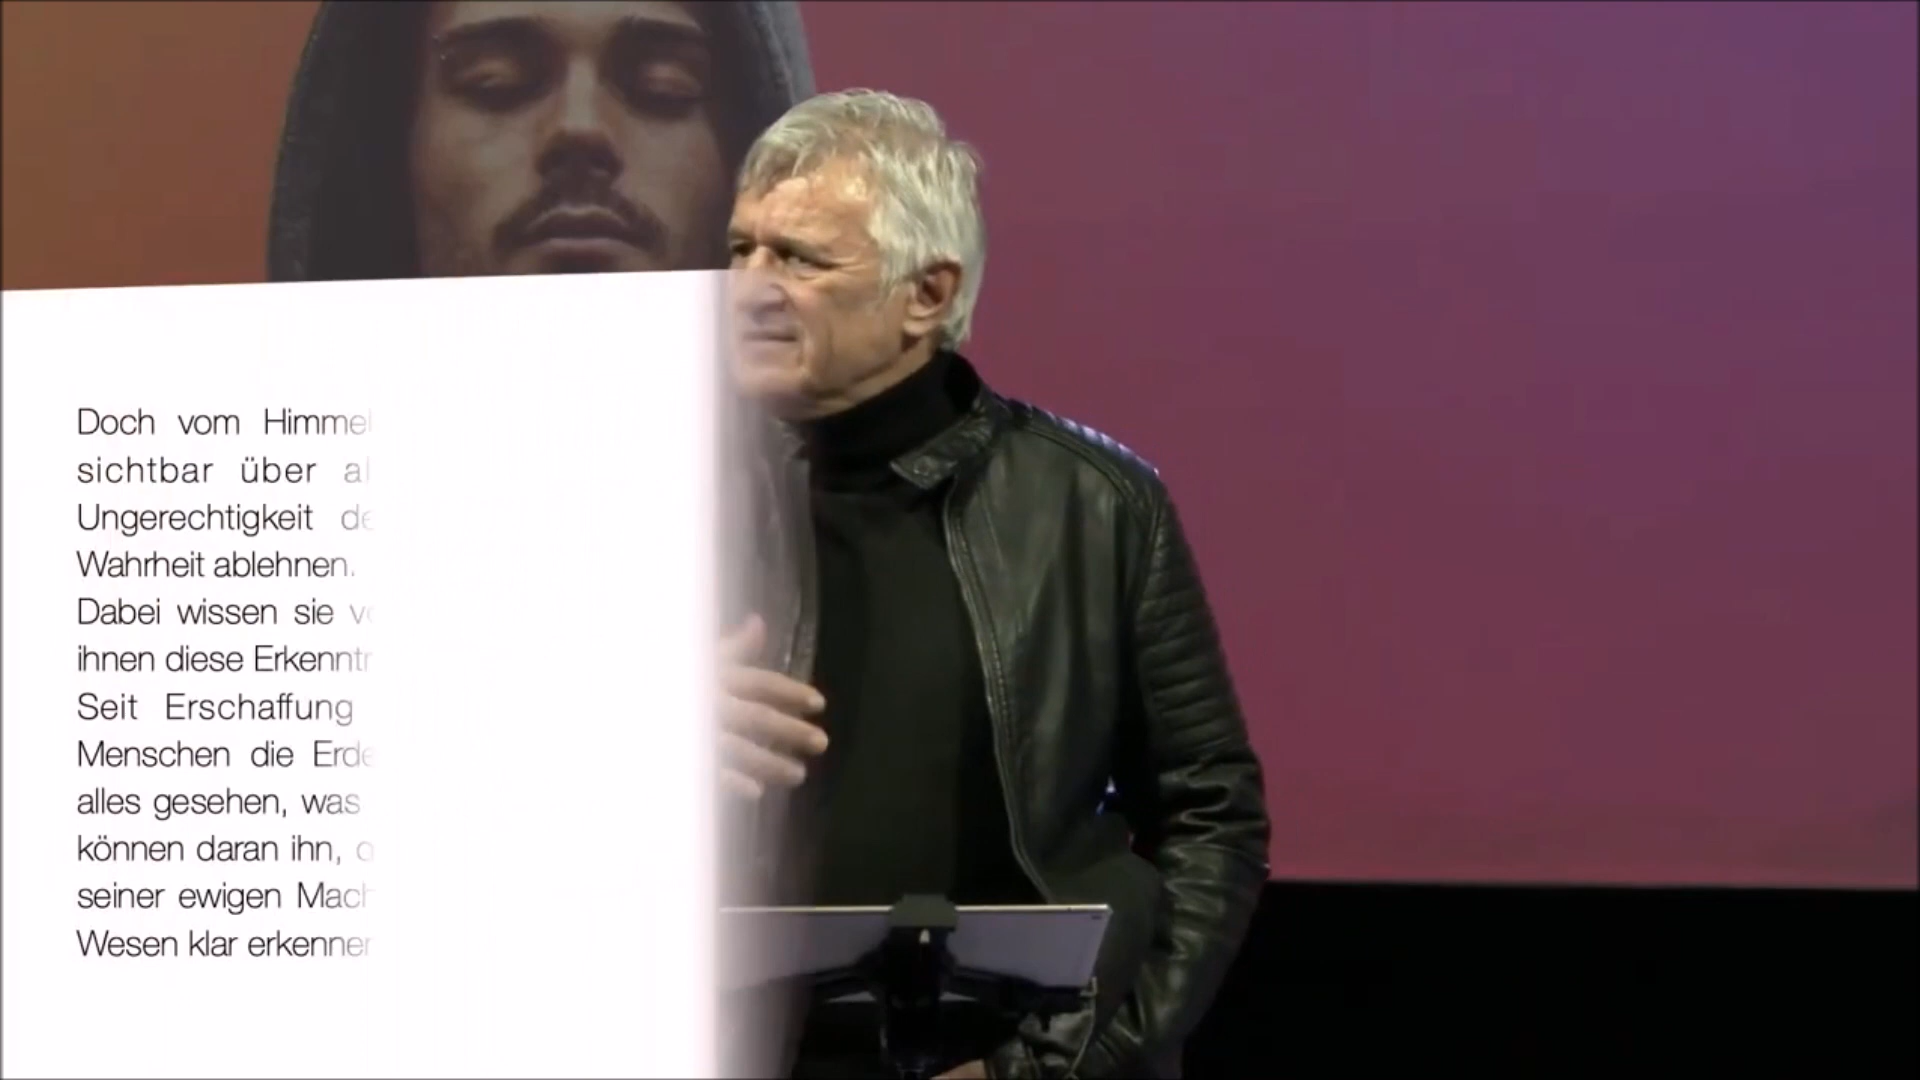 Doch vom Himmel
sichtbar über
Ungerechtigkeit
Wahrheit ablehnen.
Dabei wissen sie
ihnen diese
Seit Erschaffung
Menschen die
alles gesehen, was
können daran ihn,
seiner ewigen
Wesen klar